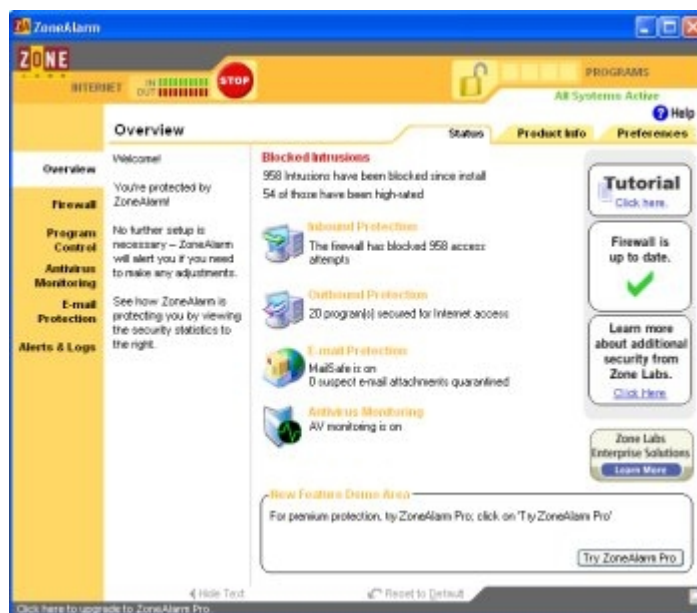 ZoneAlarm
ZONE
LABS
INTERNET
IN
OUT
STOP
PROGRAMS
All Systems Active
Help
Overview
Status
Product Info
Preferences
Overview
Firewall
Program
Control
Antivirus
Monitoring
E-mail
Protection
Alerts & Logs
Welcome!
You're protected by
ZoneAlarm!
No further setup is
necessary – ZoneAlarm
will alert you if you need
to make any adjustments.
See how ZoneAlarm is
protecting you by viewing
the security statistics to
the right.
Blocked Intrusions
958 Intrusions have been blocked since install
54 of those have been high-rated
Inbound Protection
The firewall has blocked 958 access
attempts
Outbound Protection
20 program(s) secured for Internet access
E-mail Protection
MailSafe is on
0 suspect e-mail attachments quarantined
Antivirus Monitoring
AV monitoring is on
Tutorial
Click here.
Firewall is
up to date.
Learn more
about additional
security from
Zone Labs.
Click Here
Zone Labs
Enterprise Solutions
Learn More
New Feature Demo Area
For premium protection, try ZoneAlarm Pro; click on 'Try ZoneAlarm Pro'
Try ZoneAlarm Pro
Hide Text
Reset to Default
Click here to upgrade to ZoneAlarm Pro.